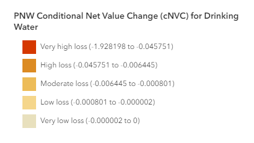 PNW Conditional Net Value Change (cNVC) for Drinking
Water
Very high loss (-1.928198 to -0.045751)
High loss (-0.045751 to -0.006445)
Moderate loss (-0.006445 to -0.000801)
Low loss (-0.000801 to -0.000002)
Very low loss (-0.000002 to 0)